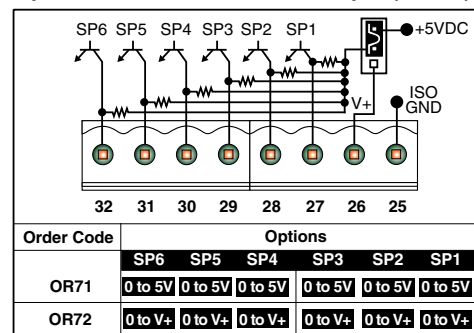 SP6 SP5 SP4 SP3 SP2 SP1 +5VDC
V+ ISO
GND
32 31 30 29 28 27 26 25
Order Code Options
SP6 SP5 SP4 SP3 SP2 SP1
OR71 0 to 5V 0 to 5V 0 to 5V 0 to 5V 0 to 5V 0 to 5V
OR72 0 to V+ 0 to V+ 0 to V+ 0 to V+ 0 to V+ 0 to V+